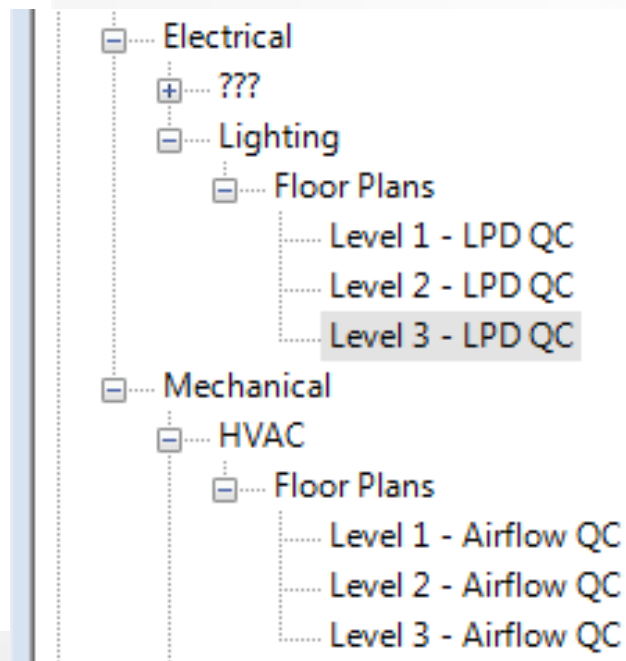 Electrical
???
Lighting
Floor Plans
Level 1 - LPD QC
Level 2 - LPD QC
Level 3 - LPD QC
Mechanical
HVAC
Floor Plans
Level 1 - Airflow QC
Level 2 - Airflow QC
Level 3 - Airflow QC